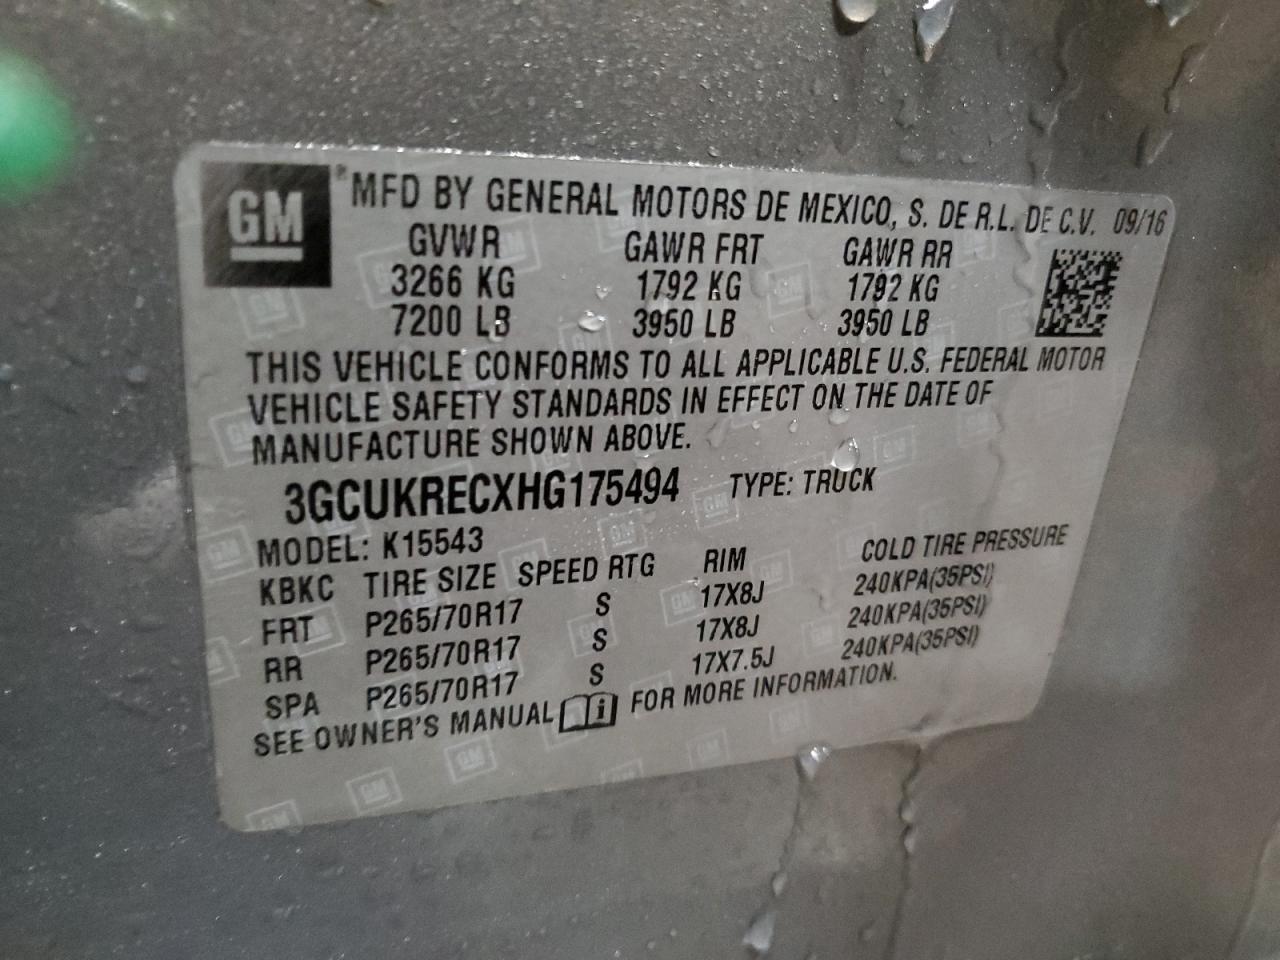 GM ® MFD BY GENERAL MOTORS DE MEXICO, S. DE R.L. DE C.V. 09/16
GVWR GAWR FRT GAWR RR
3266 KG 1792 KG 1792 KG
7200 LB 3950 LB 3950 LB
THIS VEHICLE CONFORMS TO ALL APPLICABLE U.S. FEDERAL MOTOR
VEHICLE SAFETY STANDARDS IN EFFECT ON THE DATE OF
MANUFACTURE SHOWN ABOVE.
3GCUKRECXHG175494 TYPE: TRUCK
MODEL: K15543
KBKC TIRE SIZE SPEED RTG RIM COLD TIRE PRESSURE
FRT P265/70R17 S 17X8J 240KPA(35PSI)
RR P265/70R17 S 17X8J 240KPA(35PSI)
SPA P265/70R17 S 17X7.5J 240KPA(35PSI)
SEE OWNER'S MANUAL i FOR MORE INFORMATION.